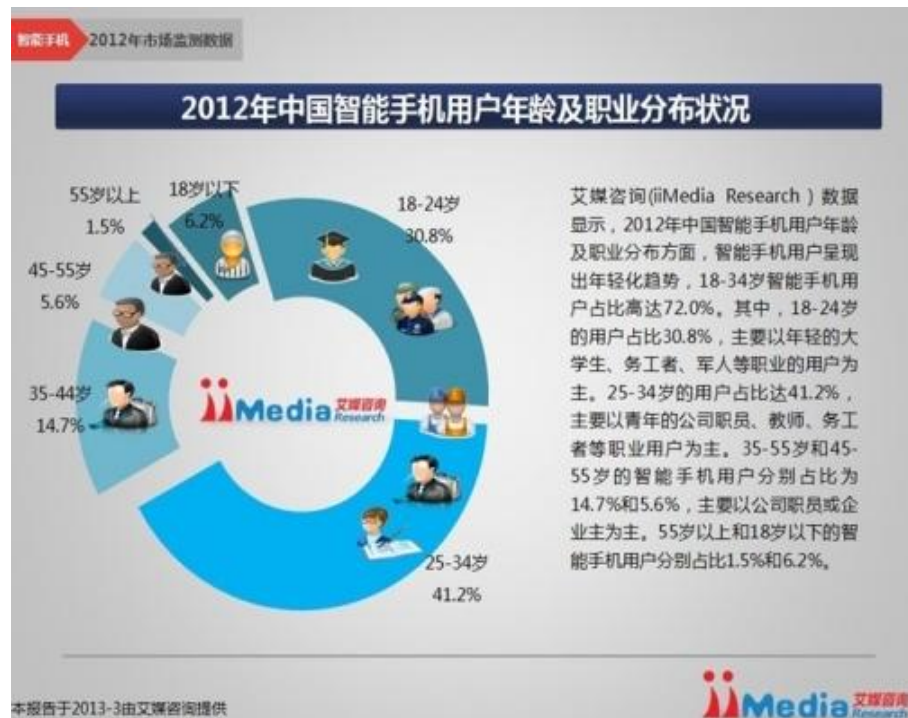 智能手机
2012年市场监测数据
2012年中国智能手机用户年龄及职业分布状况
55岁以上
1.5%
18岁以下
6.2%
18-24岁
30.8%
45-55岁
5.6%
35-44岁
14.7%
25-34岁
41.2%
iiMedia 艾媒咨询
Research
艾媒咨询(iiMedia Research）数据
显示，2012年中国智能手机用户年龄
及职业分布方面，智能手机用户呈现
出年轻化趋势，18-34岁智能手机用
户占比高达72.0%。其中，18-24岁
的用户占比30.8%，主要以年轻的大
学生、务工者、军人等职业的用户为
主。25-34岁的用户占比达41.2%，
主要以青年的公司职员、教师、务工
者等职业用户为主。35-55岁和45-
55岁的智能手机用户分别占比为
14.7%和5.6%，主要以公司职员或企
业主为主。55岁以上和18岁以下的智
能手机用户分别占比1.5%和6.2%。
本报告于2013-3由艾媒咨询提供
iiMedia 艾媒咨询
Research